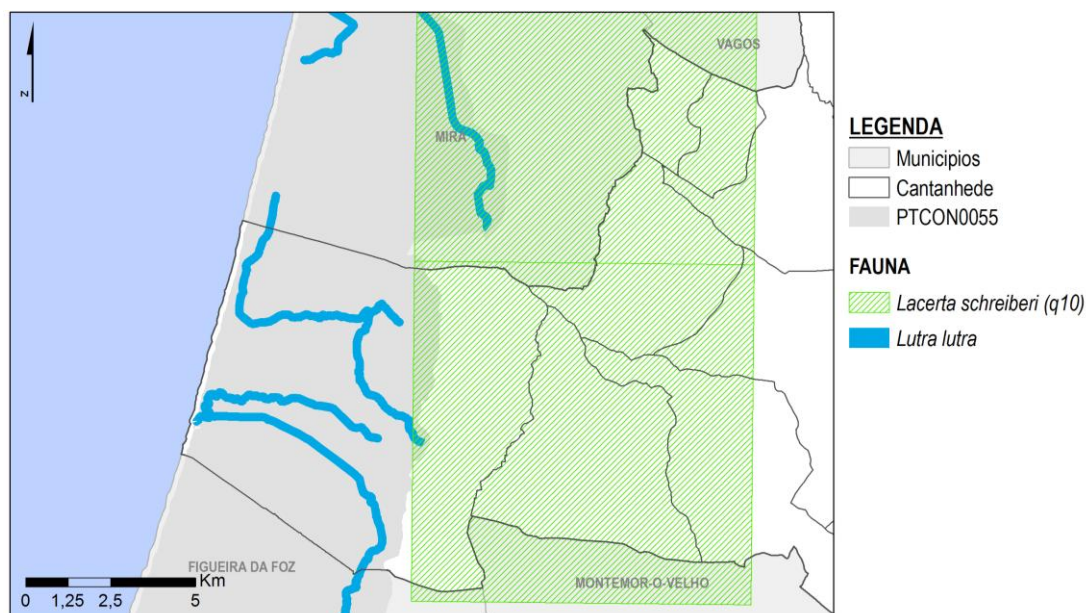 z
VAGOS
MIRA
FIGUEIRA DA FOZ
MONTEMOR-O-VELHO
Km
0 1,25 2,5 5
LEGENDA
Municipios
Cantanhede
PTCON0055
FAUNA
Lacerta schreiberi (q10)
Lutra lutra